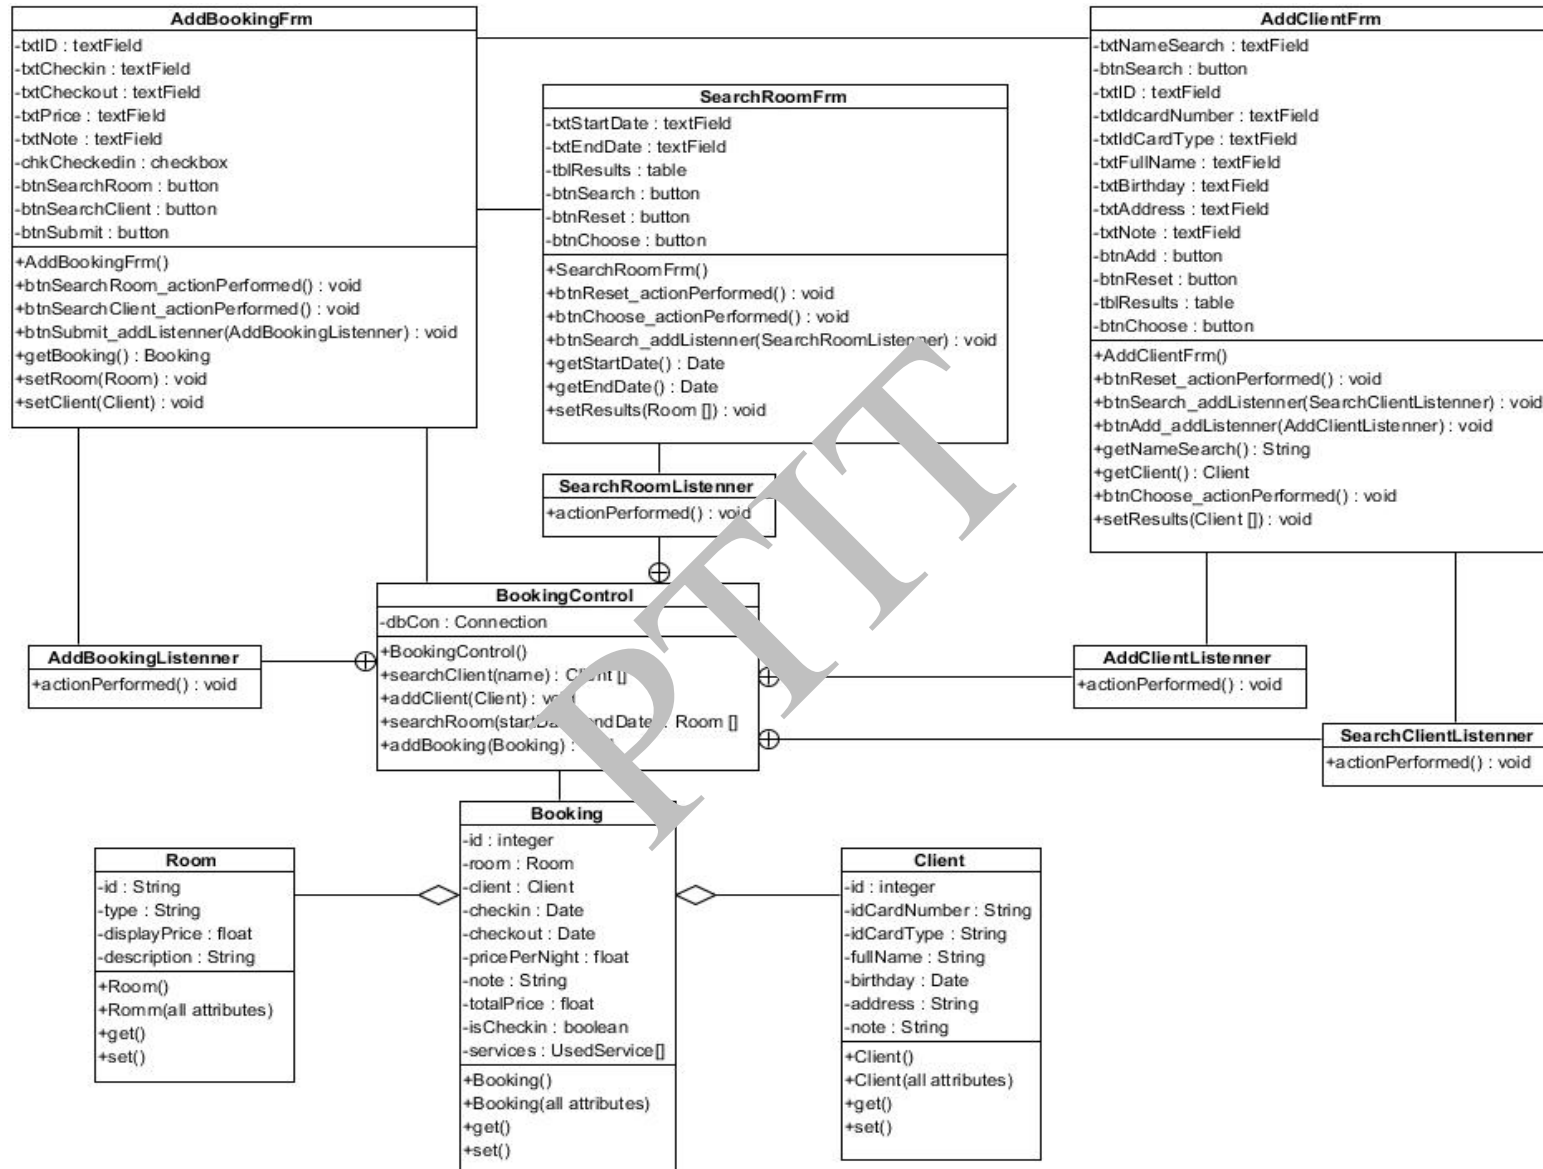 AddBookingFrm
-txtID : textField
-txtCheckin : textField
-txtCheckout : textField
-txtPrice : textField
-txtNote : textField
-chkCheckedin : checkbox
-btnSearchRoom : button
-btnSearchClient : button
-btnSubmit : button
+AddBookingFrm()
+btnSearchRoom_actionPerformed() : void
+btnSearchClient_actionPerformed() : void
+btnSubmit_addListenner(AddBookingListenner) : void
+getBooking() : Booking
+setRoom(Room) : void
+setClient(Client) : void
SearchRoomFrm
-txtStartDate : textField
-txtEndDate : textField
-tblResults : table
-btnSearch : button
-btnReset : button
-btnChoose : button
+SearchRoomFrm()
+btnReset_actionPerformed() : void
+btnChoose_actionPerformed() : void
+btnSearch_addListenner(SearchRoomListenner) : void
+getStartDate() : Date
+getEndDate() : Date
+setResults(Room []) : void
AddClientFrm
-txtNameSearch : textField
-btnSearch : button
-txtID : textField
-txtIdcardNumber : textField
-txtIdCardType : textField
-txtFullName : textField
-txtBirthday : textField
-txtAddress : textField
-txtNote : textField
-btnAdd : button
-btnReset : button
-tblResults : table
-btnChoose : button
+AddClientFrm()
+btnReset_actionPerformed() : void
+btnSearch_addListenner(SearchClientListenner) : void
+btnAdd_addListenner(AddClientListenner) : void
+getNameSearch() : String
+getClient() : Client
+btnChoose_actionPerformed() : void
+setResults(Client []) : void
SearchRoomListenner
+actionPerformed() : void
PTIT
BookingControl
-dbCon : Connection
+BookingControl()
+searchClient(name) : Client []
+addClient(Client) :
: Room []
+addBooking(Booking) :
AddBookingListenner
+actionPerformed() : void
AddClientListenner
+actionPerformed() : void
SearchClientListenner
+actionPerformed() : void
Room
-id : String
-type : String
-displayPrice : float
-description : String
+Room()
+Romm(all attributes)
+get()
+set()
Booking
-id : integer
-room : Room
-client : Client
-checkin : Date
-checkout : Date
-pricePerNight : float
-note : String
-totalPrice : float
-isCheckin : boolean
-services : UsedService[]
+Booking()
+Booking(all attributes)
+get()
+set()
Client
-id : integer
-idCardNumber : String
-idCardType : String
-fullName : String
-birthday : Date
-address : String
-note : String
+Client()
+Client(all attributes)
+get()
+set()